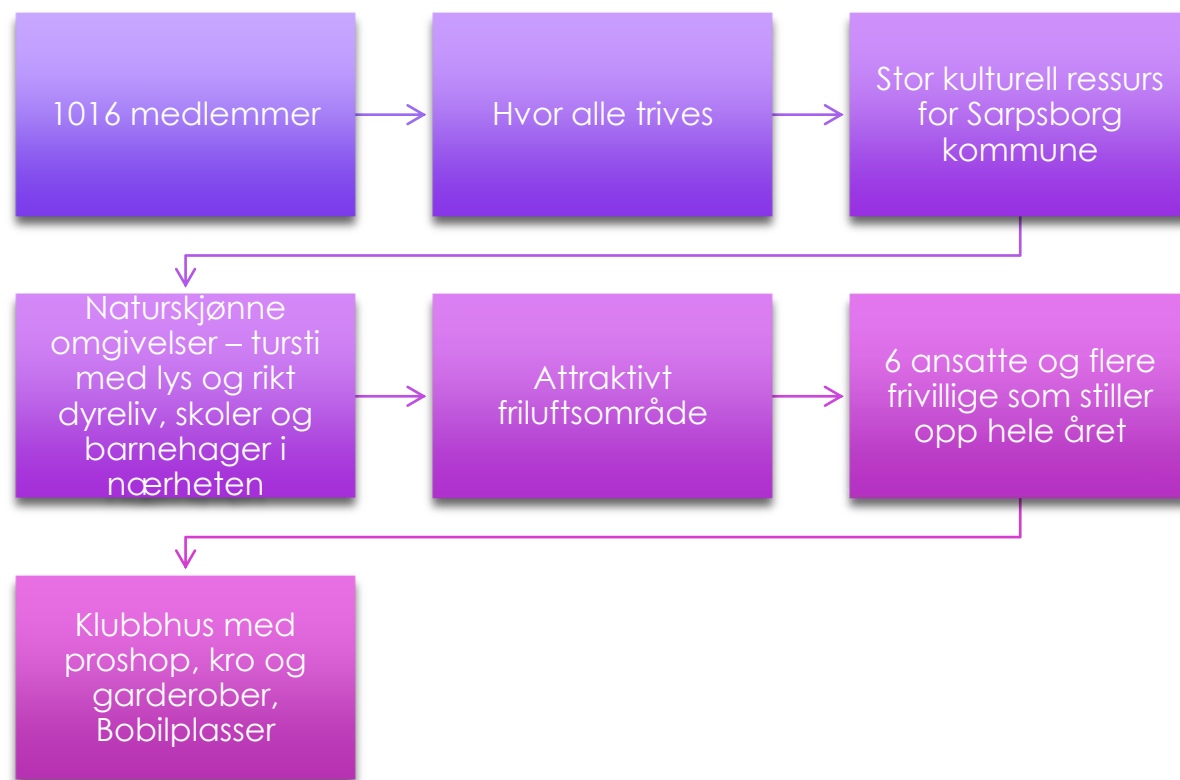 1016 medlemmer
Hvor alle trives
Stor kulturell ressurs
for Sarpsborg
kommune
Naturskjønne
omgivelser – tursti
med lys og rikt
dyreliv, skoler og
barnehager i
nærheten
Attraktivt
friluftsområde
6 ansatte og flere
frivillige som stiller
opp hele året
Klubbhus med
proshop, kro og
garderober,
Bobilplasser